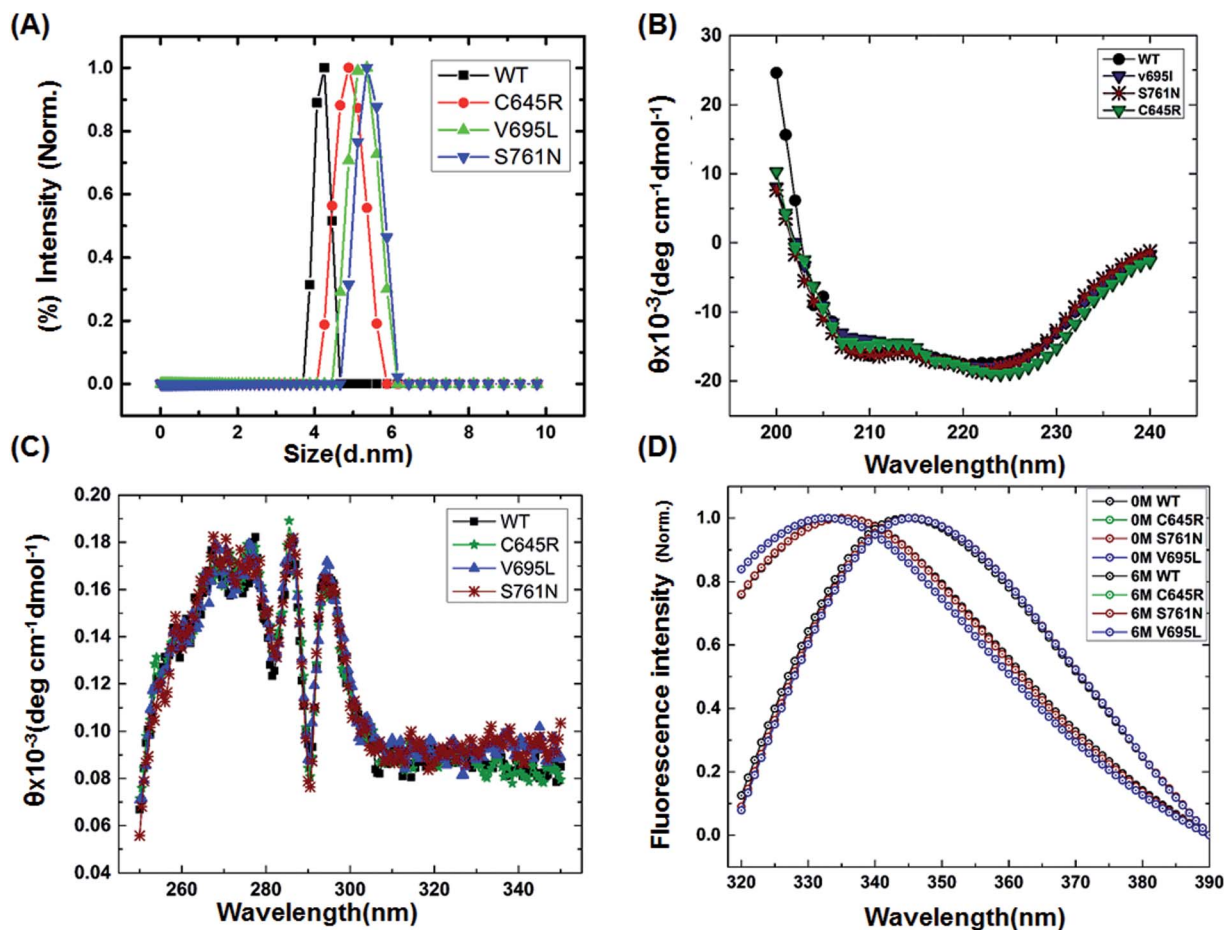 (A)
(%) Intensity (Norm.)
1.0
0.8
0.6
0.4
0.2
0.0
0 2 4 6 8 10
Size(d.nm)
WT
C645R
V695L
S761N
(B)
θx10⁻³(deg cm⁻¹dmol⁻¹)
30
20
10
0
-10
-20
200 210 220 230 240
Wavelength(nm)
WT
v695l
S761N
C645R
(C)
θx10⁻³(deg cm⁻¹dmol⁻¹)
0.20
0.18
0.16
0.14
0.12
0.10
0.08
0.06
0.04
260 280 300 320 340
Wavelength(nm)
WT
C645R
V695L
S761N
(D)
Fluorescence intensity (Norm.)
1.0
0.8
0.6
0.4
0.2
0.0
320 330 340 350 360 370 380 390
Wavelength(nm)
0M WT
0M C645R
0M S761N
0M V695L
6M WT
6M C645R
6M S761N
6M V695L